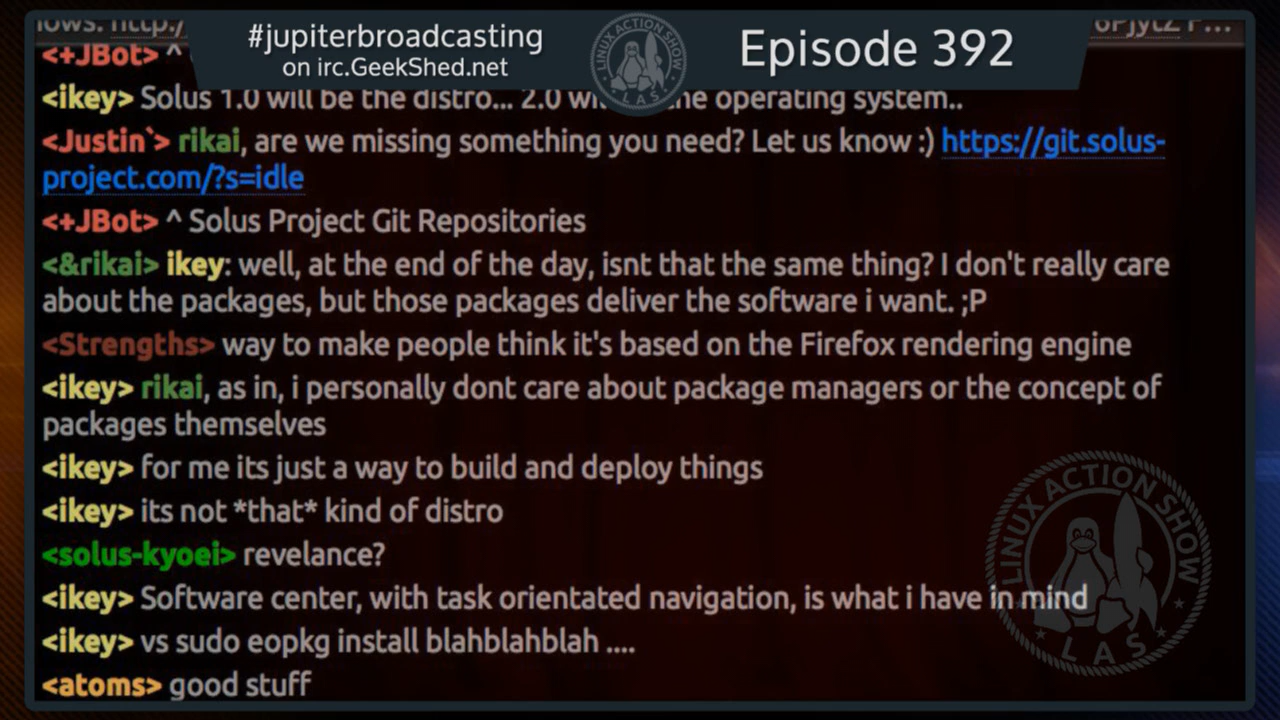 #jupiterbroadcasting
on irc.GeekShed.net
LINUX ACTION SHOW
LAS
Episode 392
<+JBot> ^
<ikey> Solus 1.0 will be the distro... 2.0 the operating system..
<Justin`> rikai, are we missing something you need? Let us know :) https://git.solus-
project.com/?s=idle
<+JBot> ^ Solus Project Git Repositories
<&rikai> ikey: well, at the end of the day, isnt that the same thing? I don't really care
about the packages, but those packages deliver the software i want. ;P
<Strengths> way to make people think it's based on the Firefox rendering engine
<ikey> rikai, as in, i personally dont care about package managers or the concept of
packages themselves
<ikey> for me its just a way to build and deploy things
<ikey> its not *that* kind of distro
<solus-kyoei> revelance?
<ikey> Software center, with task orientated navigation, is what i have in mind
<ikey> vs sudo eopkg install blahblahblah ....
<atoms> good stuff
LINUX ACTION SHOW
LAS